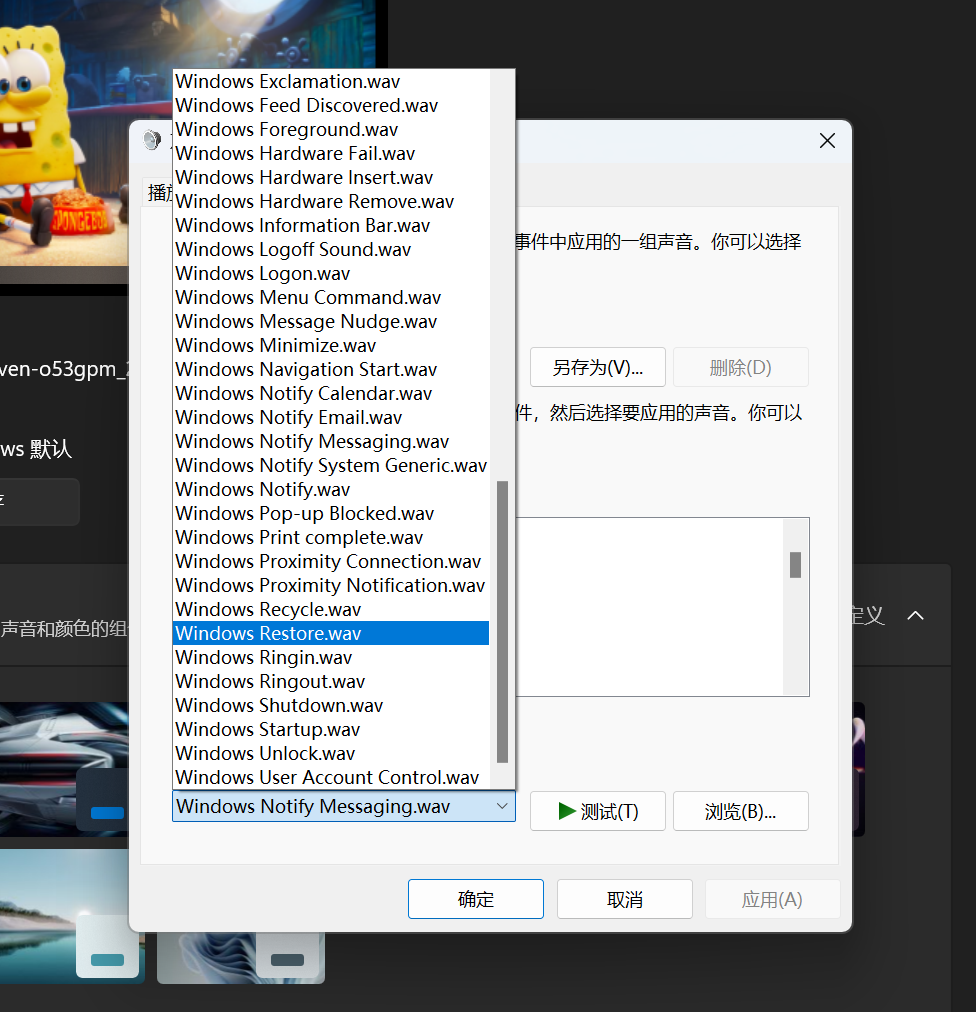 Windows Exclamation.wav
Windows Feed Discovered.wav
Windows Foreground.wav
Windows Hardware Fail.wav
Windows Hardware Insert.wav
Windows Hardware Remove.wav
Windows Information Bar.wav
Windows Logoff Sound.wav
Windows Logon.wav
Windows Menu Command.wav
Windows Message Nudge.wav
Windows Minimize.wav
Windows Navigation Start.wav
Windows Notify Calendar.wav
Windows Notify Email.wav
Windows Notify Messaging.wav
Windows Notify System Generic.wav
Windows Notify.wav
Windows Pop-up Blocked.wav
Windows Print complete.wav
Windows Proximity Connection.wav
Windows Proximity Notification.wav
Windows Recycle.wav
Windows Restore.wav
Windows Ringin.wav
Windows Ringout.wav
Windows Shutdown.wav
Windows Startup.wav
Windows Unlock.wav
Windows User Account Control.wav
Windows Notify Messaging.wav
播放
事件中应用的一组声音。你可以选择
另存为(V)...
删除(D)
件，然后选择要应用的声音。你可以
测试(T)
浏览(B)...
确定
取消
应用(A)
SPONGEBOB
ven-o53gpm_2
ws 默认
声音和颜色的组
定义